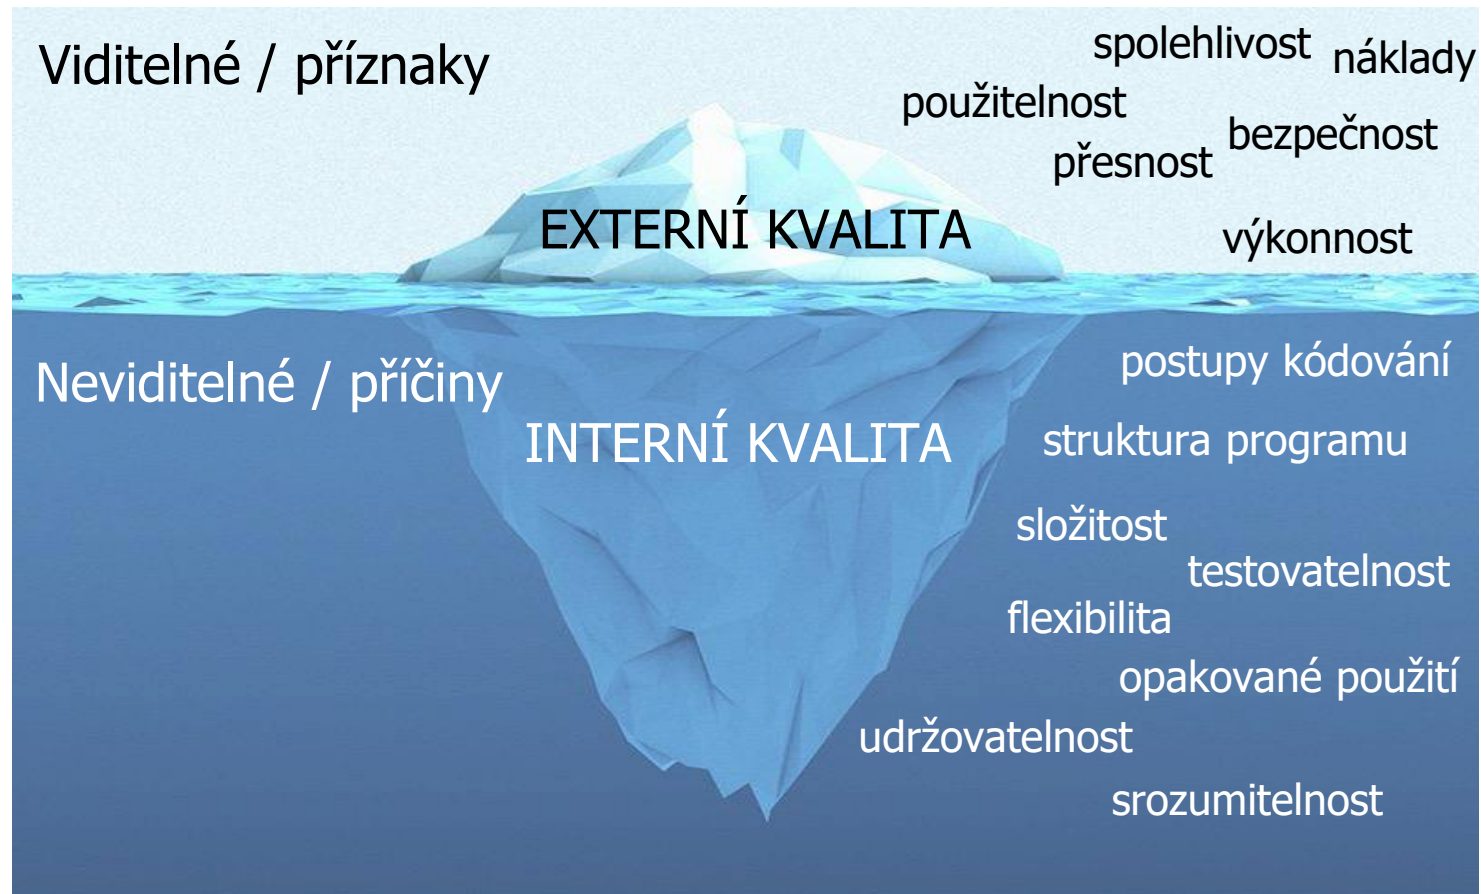 Viditelné / příznaky
spolehlivost
náklady
použitelnost
bezpečnost
přesnost
EXTERNÍ KVALITA
výkonnost
Neviditelné / příčiny
postupy kódování
INTERNÍ KVALITA
struktura programu
složitost
testovatelnost
flexibilita
opakované použití
udržovatelnost
srozumitelnost